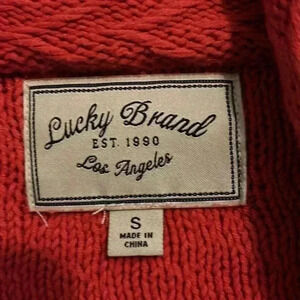 Lucky Brand
EST. 1990
Los Angeles
S
MADE IN
CHINA